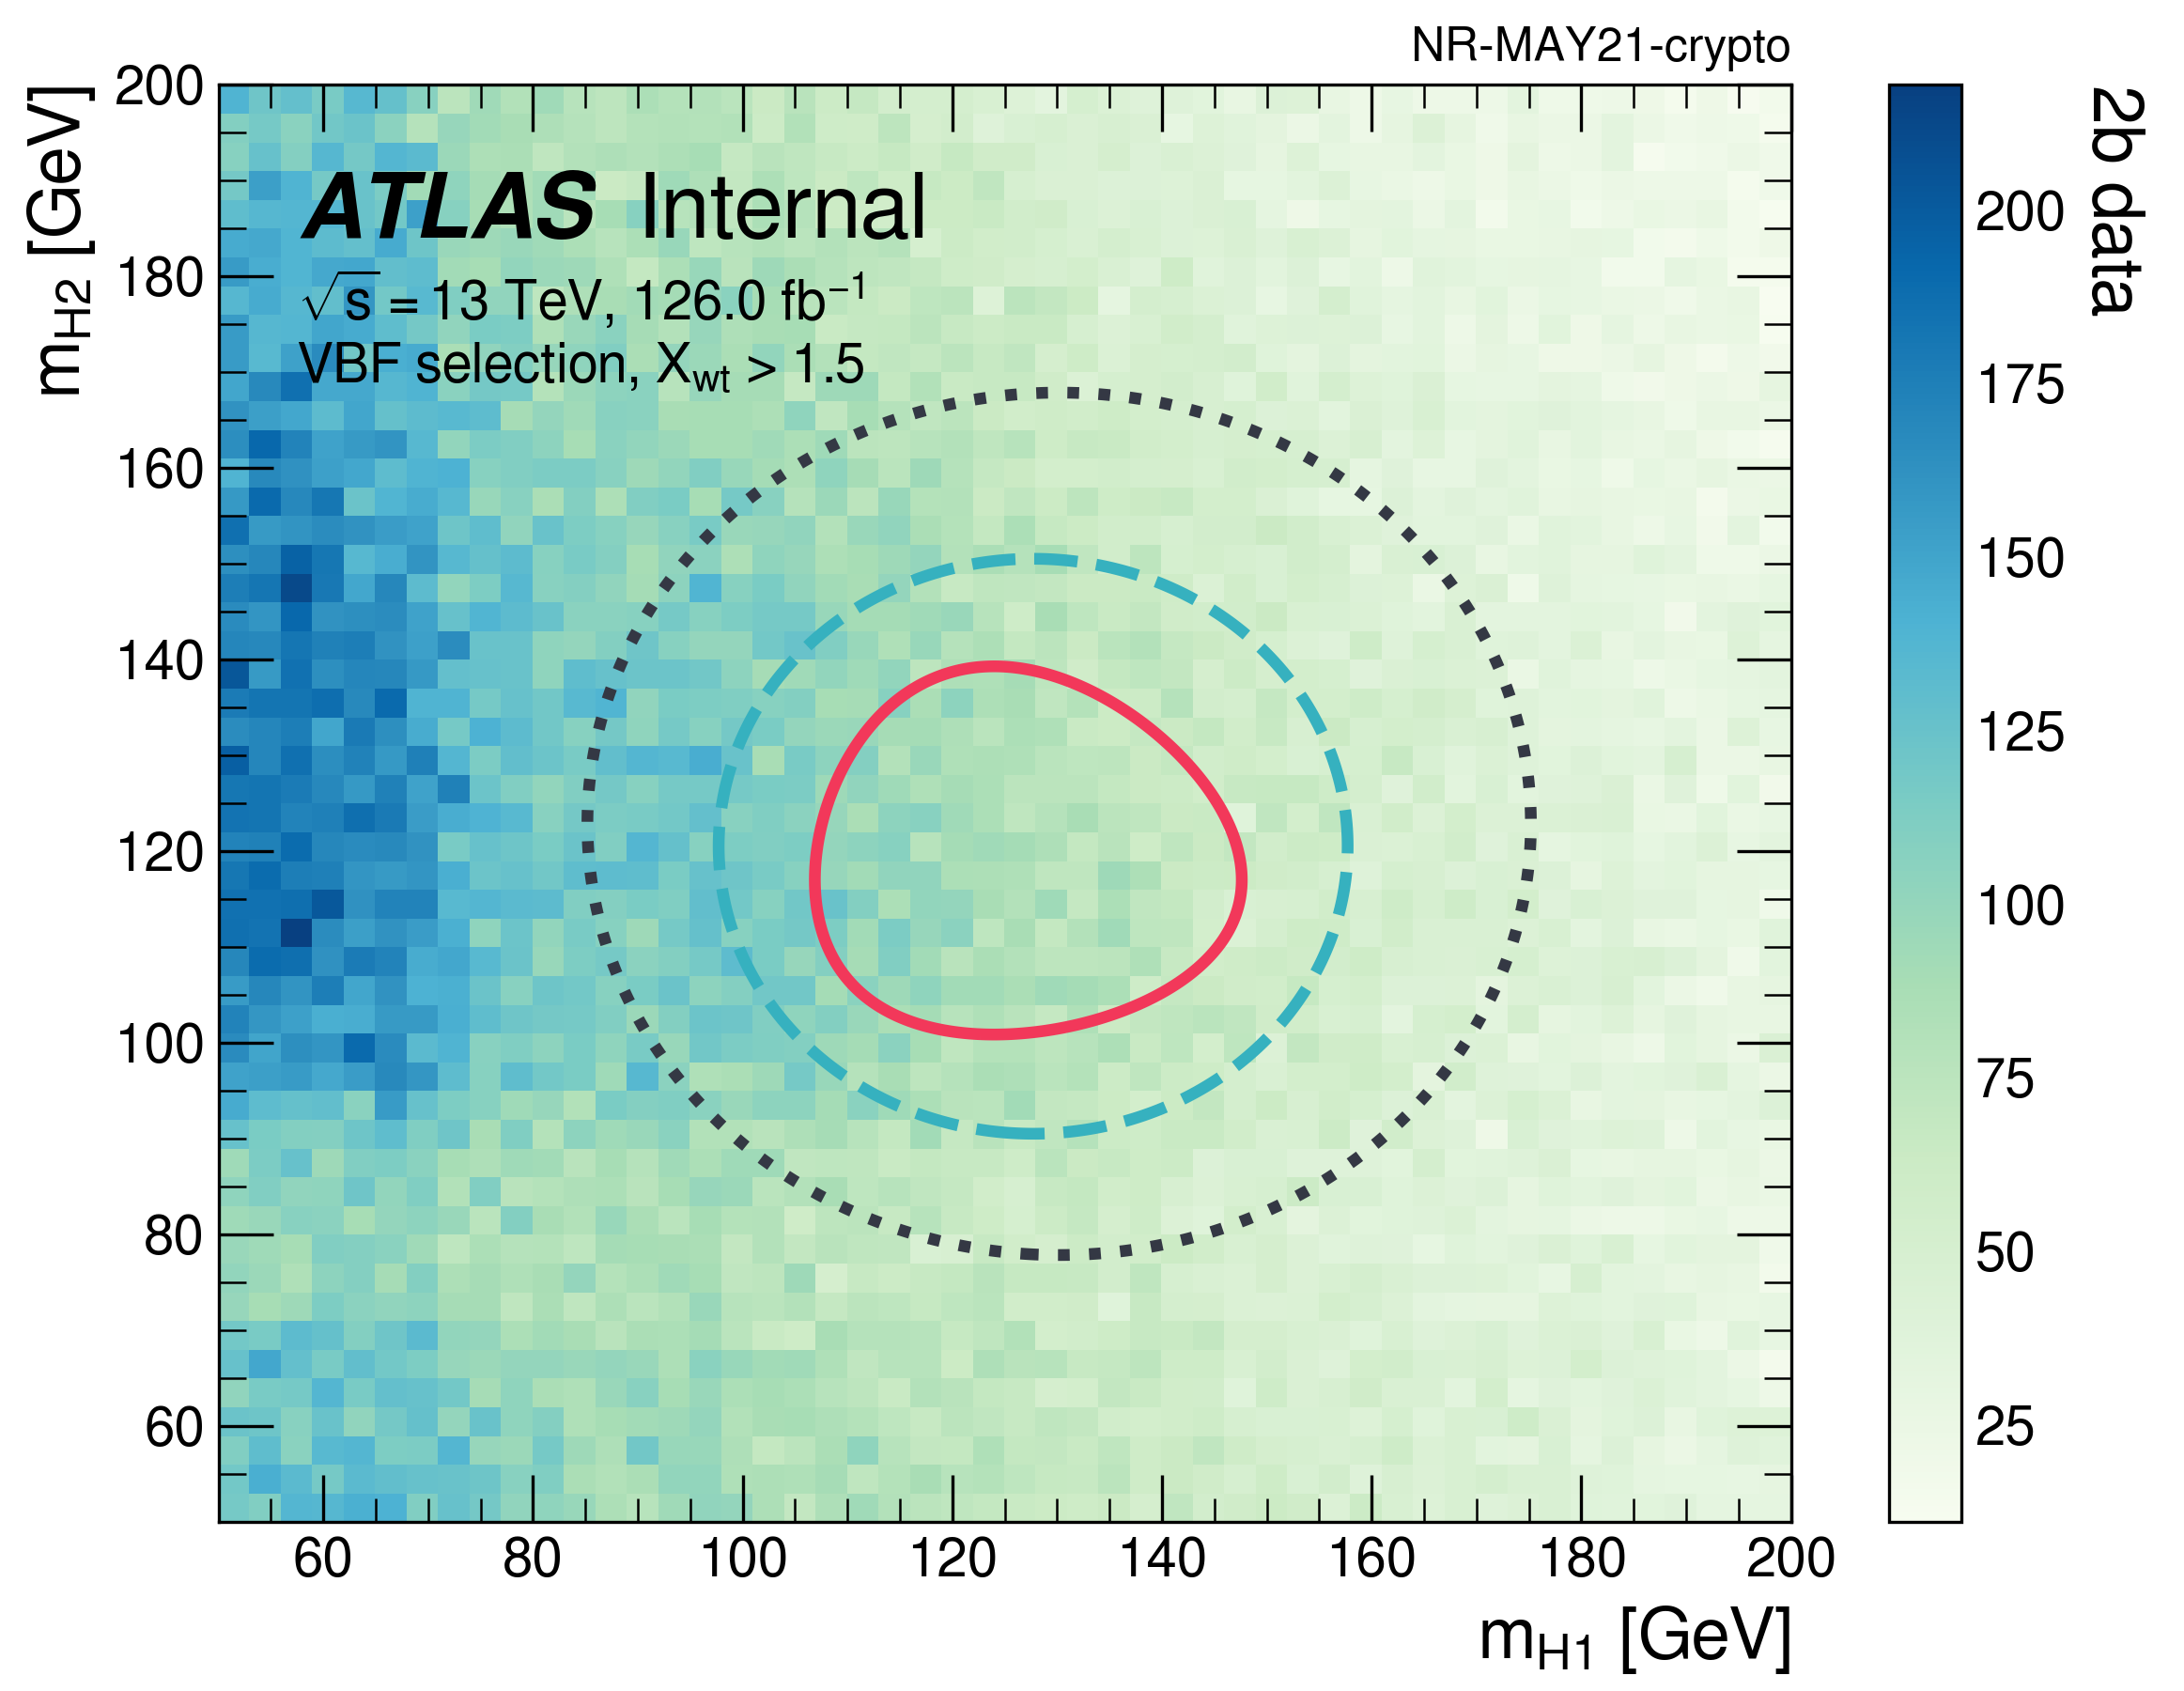 NR-MAY21-crypto
ATLAS Internal
√s = 13 TeV, 126.0 fb⁻¹
VBF selection, X_wt > 1.5
m_H2 [GeV]
200
180
160
140
120
100
80
60
60 80 100 120 140 160 180 200
m_H1 [GeV]
200
175
150
125
100
75
50
25
2b data